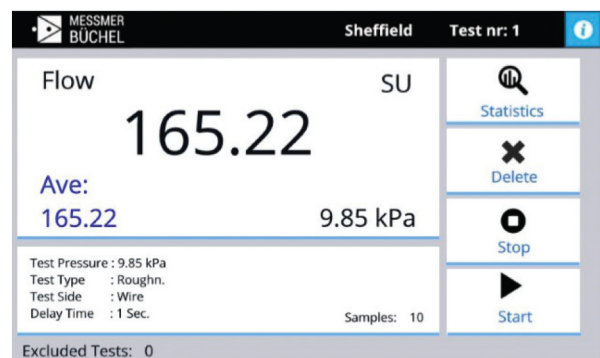 MESSMER
BÜCHEL
Sheffield
Test nr: 1
i
Flow
SU
165.22
Ave:
165.22
9.85 kPa
Statistics
Delete
Stop
Start
Test Pressure : 9.85 kPa
Test Type : Roughn.
Test Side : Wire
Delay Time : 1 Sec.
Samples: 10
Excluded Tests: 0